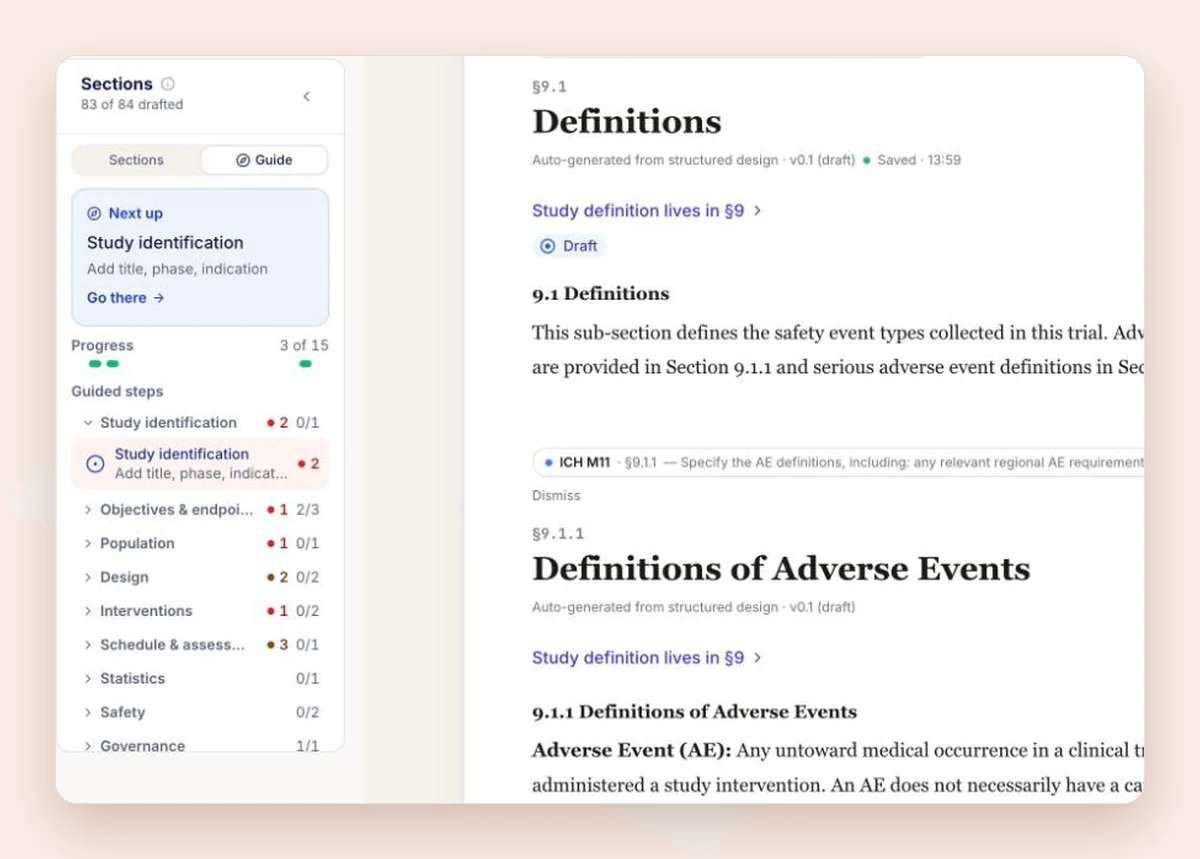 Sections
83 of 84 drafted
Sections
Guide
Next up
Study identification
Add title, phase, indication
Go there →
Progress
3 of 15
Guided steps
Study identification 2 0/1
Study identification
Add title, phase, indicat... 2
Objectives & endpoi... 1 2/3
Population 1 0/1
Design 2 0/2
Interventions 1 0/2
Schedule & assess... 3 0/1
Statistics 0/1
Safety 0/2
Governance 1/1
§9.1
Definitions
Auto-generated from structured design · v0.1 (draft) ● Saved · 13:59
Study definition lives in §9 >
Draft
9.1 Definitions
This sub-section defines the safety event types collected in this trial. Adv
are provided in Section 9.1.1 and serious adverse event definitions in Sec
ICH M11 · §9.1.1 — Specify the AE definitions, including: any relevant regional AE requirement
Dismiss
§9.1.1
Definitions of Adverse Events
Auto-generated from structured design · v0.1 (draft)
Study definition lives in §9 >
9.1.1 Definitions of Adverse Events
Adverse Event (AE): Any untoward medical occurrence in a clinical tr
administered a study intervention. An AE does not necessarily have a ca